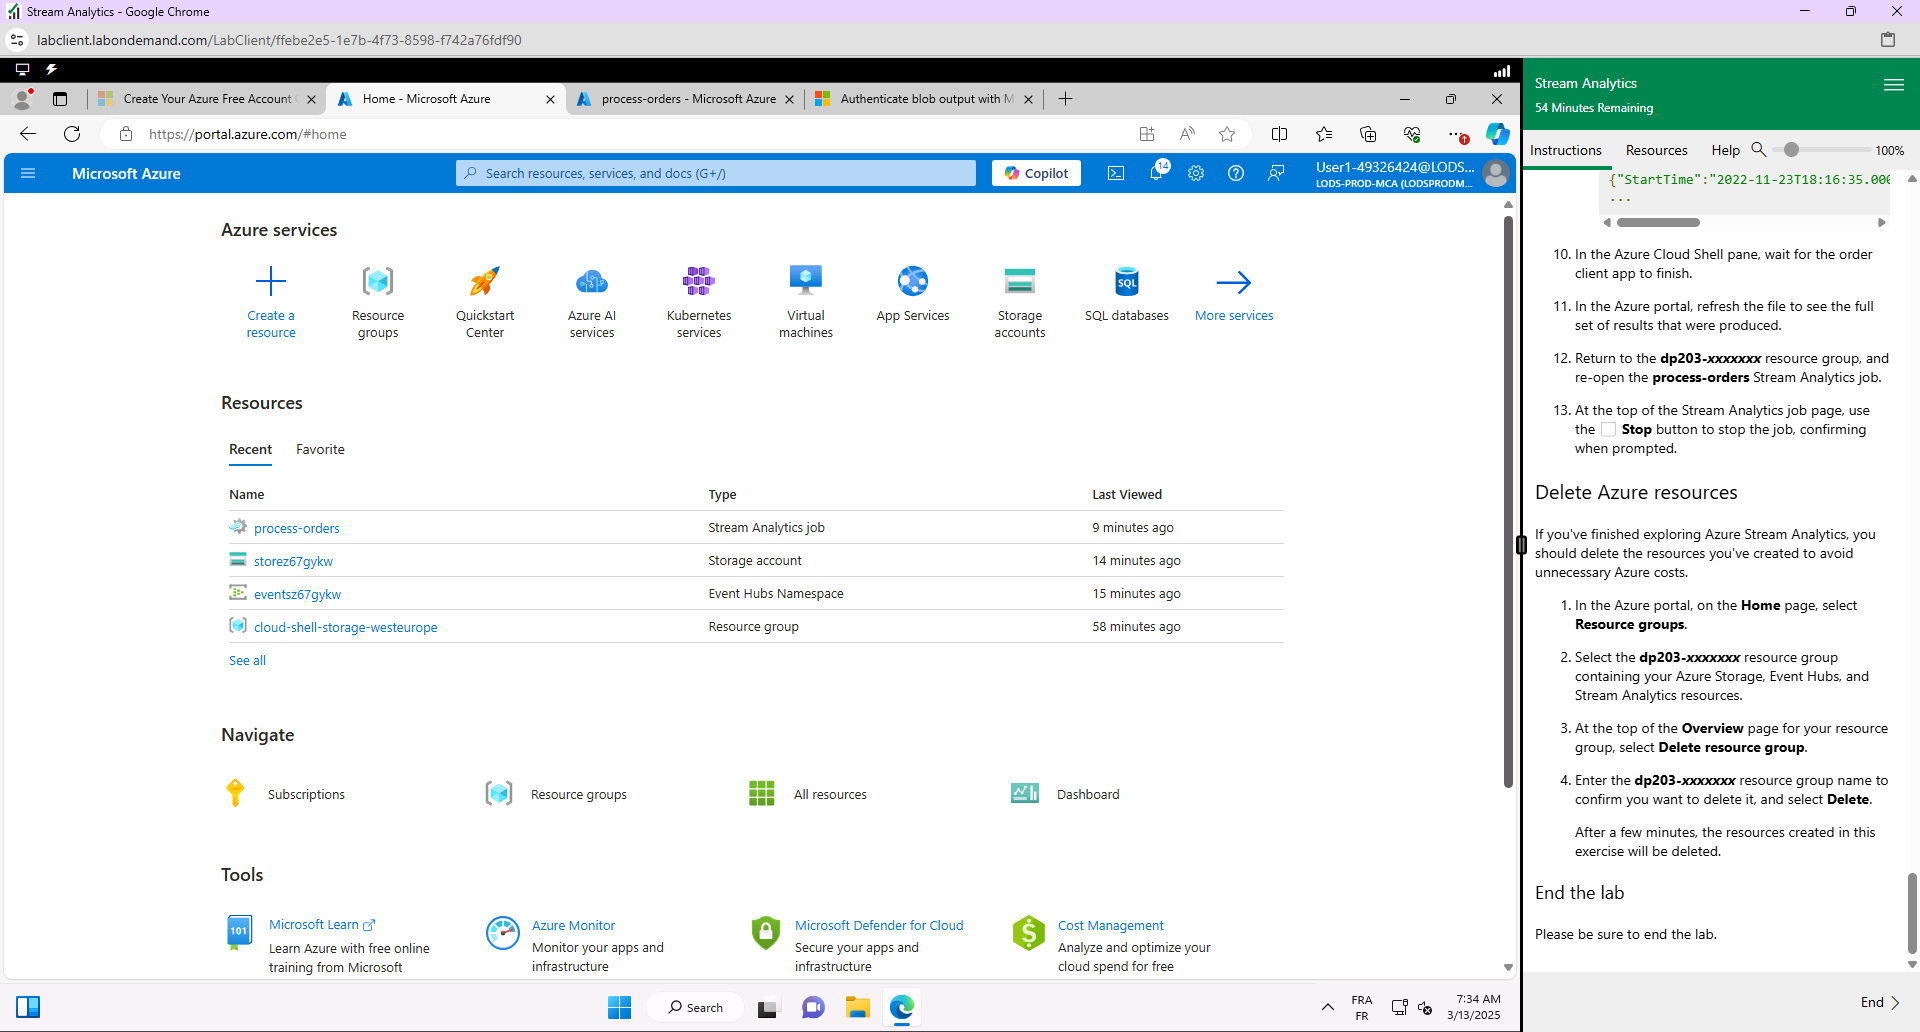 Stream Analytics - Google Chrome
labclient.labondemand.com/LabClient/ffebe2e5-1e7b-4f73-8598-f742a76fdf90
Create Your Azure Free Account
Home - Microsoft Azure
process-orders - Microsoft Azure
Authenticate blob output with M
https://portal.azure.com/#home
Microsoft Azure
Search resources, services, and docs (G+/)
Copilot
14
User1-49326424@LODS...
LODS-PROD-MCA (LODSPRODM...
Azure services
Create a resource
Resource groups
Quickstart Center
Azure AI services
Kubernetes services
Virtual machines
App Services
Storage accounts
SQL
SQL databases
More services
Resources
Recent
Favorite
Name Type Last Viewed
process-orders Stream Analytics job 9 minutes ago
storez67gykw Storage account 14 minutes ago
eventsz67gykw Event Hubs Namespace 15 minutes ago
cloud-shell-storage-westeurope Resource group 58 minutes ago
See all
Navigate
Subscriptions
Resource groups
All resources
Dashboard
Tools
101
Microsoft Learn
Learn Azure with free online
training from Microsoft
Azure Monitor
Monitor your apps and
infrastructure
Microsoft Defender for Cloud
Secure your apps and
infrastructure
Cost Management
Analyze and optimize your
cloud spend for free
Search
FRA
FR
7:34 AM
3/13/2025
Stream Analytics
54 Minutes Remaining
Instructions
Resources
Help
100%
{"StartTime":"2022-11-23T18:16:35.000
...
10. In the Azure Cloud Shell pane, wait for the order
client app to finish.
11. In the Azure portal, refresh the file to see the full
set of results that were produced.
12. Return to the dp203-xxxxxxx resource group, and
re-open the process-orders Stream Analytics job.
13. At the top of the Stream Analytics job page, use
the Stop button to stop the job, confirming
when prompted.
Delete Azure resources
If you've finished exploring Azure Stream Analytics, you
should delete the resources you've created to avoid
unnecessary Azure costs.
1. In the Azure portal, on the Home page, select
Resource groups.
2. Select the dp203-xxxxxxx resource group
containing your Azure Storage, Event Hubs, and
Stream Analytics resources.
3. At the top of the Overview page for your resource
group, select Delete resource group.
4. Enter the dp203-xxxxxxx resource group name to
confirm you want to delete it, and select Delete.
After a few minutes, the resources created in this
exercise will be deleted.
End the lab
Please be sure to end the lab.
End